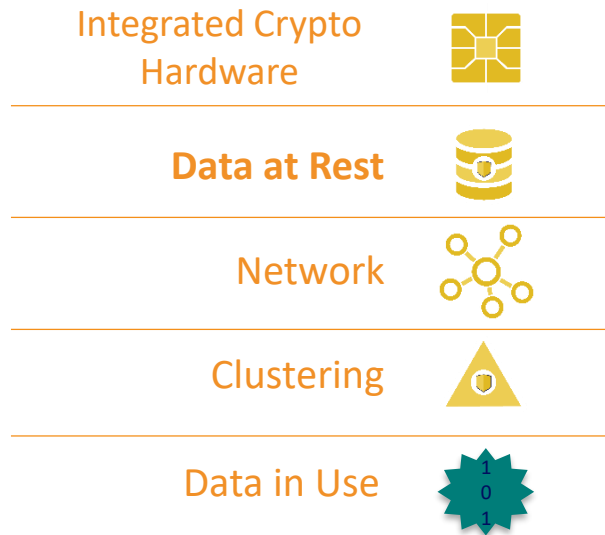 Integrated Crypto
Hardware
Data at Rest
Network
Clustering
Data in Use
1
0
1